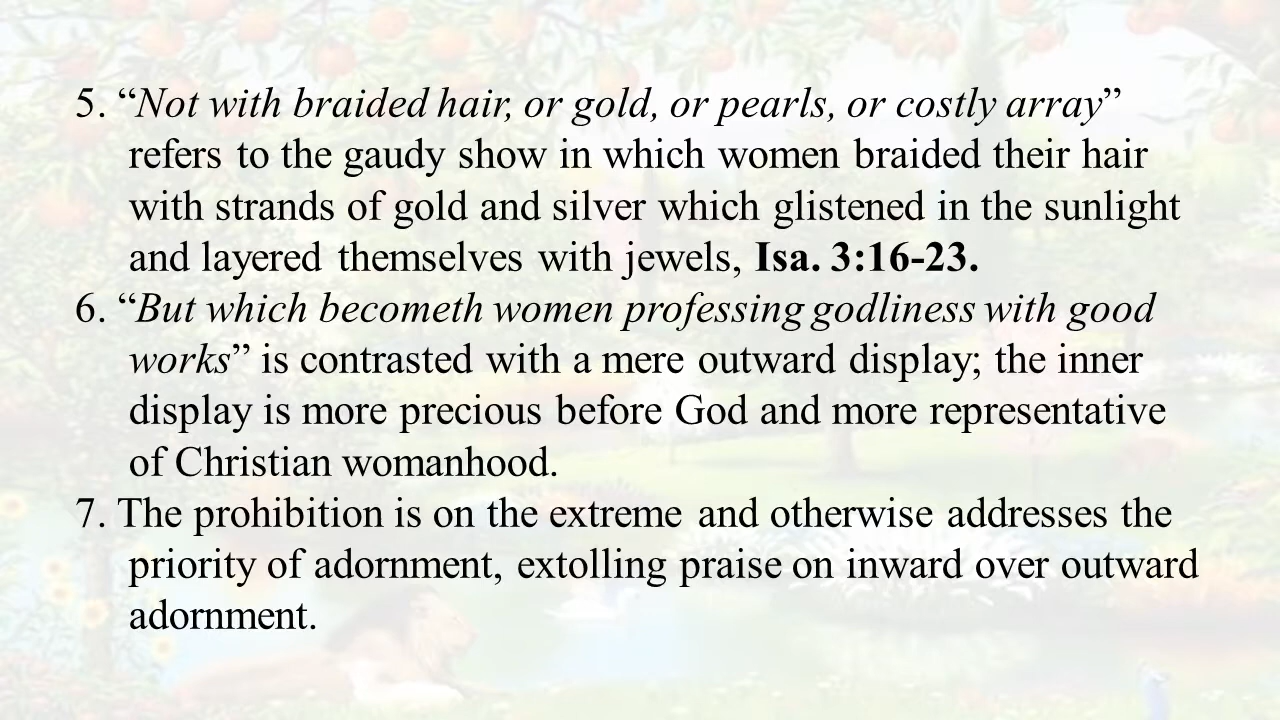 5. “Not with braided hair, or gold, or pearls, or costly array”
refers to the gaudy show in which women braided their hair
with strands of gold and silver which glistened in the sunlight
and layered themselves with jewels, Isa. 3:16-23.
6. “But which becometh women professing godliness with good
works” is contrasted with a mere outward display; the inner
display is more precious before God and more representative
of Christian womanhood.
7. The prohibition is on the extreme and otherwise addresses the
priority of adornment, extolling praise on inward over outward
adornment.